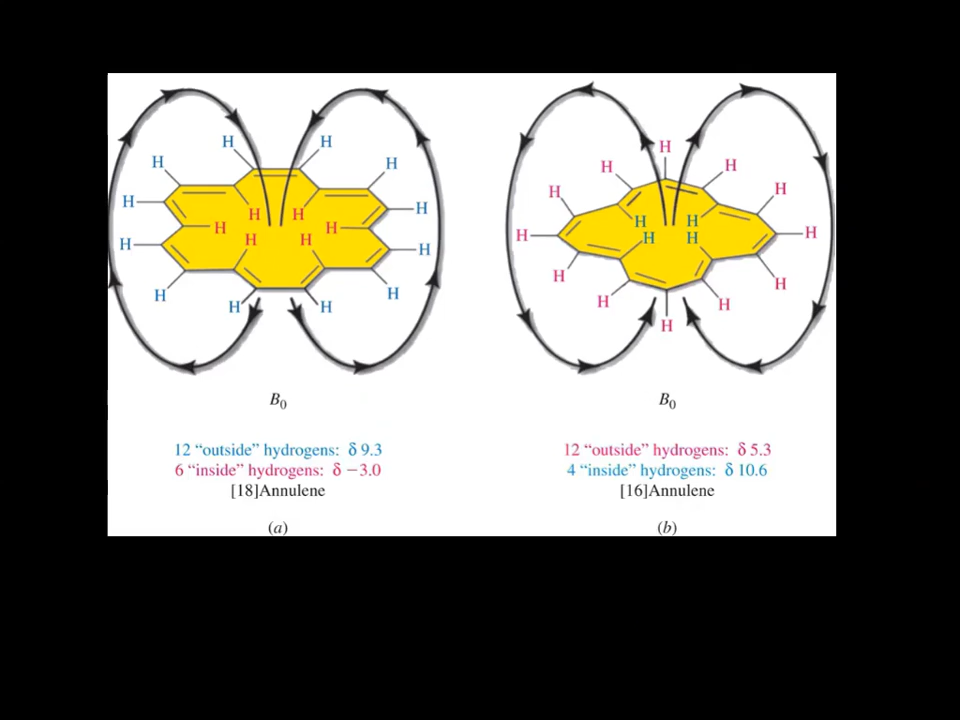 H H
H H
H H
H H H H
H H
H H
H H
H H
B0
12 “outside” hydrogens: δ 9.3
6 “inside” hydrogens: δ −3.0
[18]Annulene
(a)
H
H H
H H
H H
H H
H H
H H
H H
H
B0
12 “outside” hydrogens: δ 5.3
4 “inside” hydrogens: δ 10.6
[16]Annulene
(b)